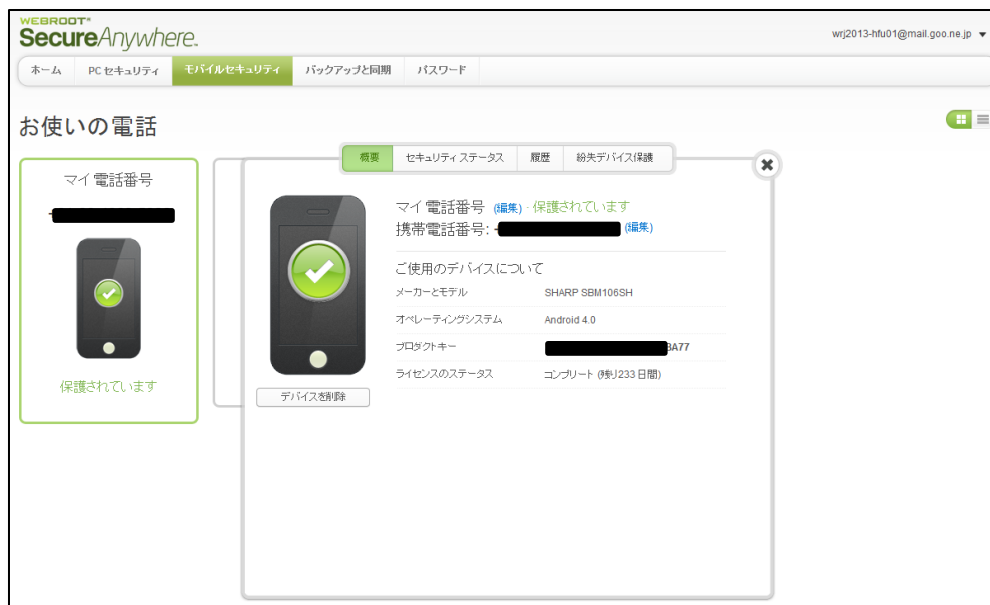 WEBROOT
SecureAnywhere.
wrj2013-hfu01@mail.goo.ne.jp
ホーム PCセキュリティ モバイルセキュリティ バックアップと同期 パスワード
お使いの電話
概要 セキュリティ ステータス 履歴 紛失デバイス保護
マイ 電話番号
保護されています
マイ 電話番号 (編集) · 保護されています
携帯電話番号: (編集)
ご使用のデバイスについて
メーカーとモデル SHARP SBM106SH
オペレーティングシステム Android 4.0
プロダクトキー 3A77
ライセンスのステータス コンプリート (残り233 日間)
デバイスを削除